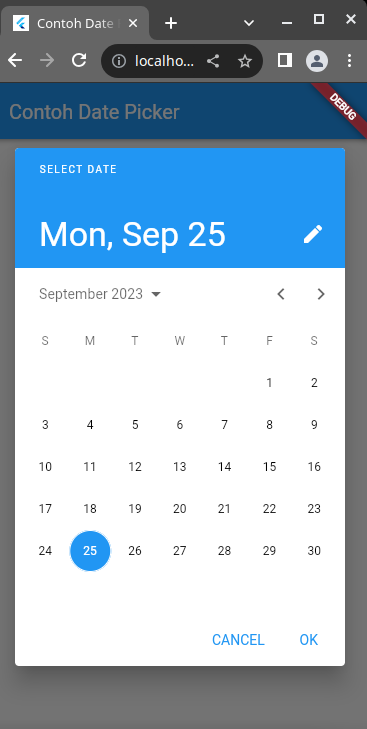 Contoh Date
localho...
Contoh Date Picker
DEBUG
SELECT DATE
Mon, Sep 25
September 2023
S M T W T F S
1 2
3 4 5 6 7 8 9
10 11 12 13 14 15 16
17 18 19 20 21 22 23
24 25 26 27 28 29 30
CANCEL OK